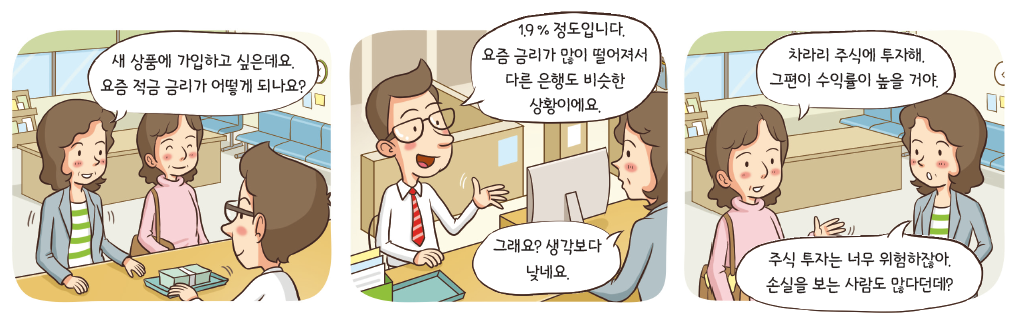 새 상품에 가입하고 싶은데요.
요즘 적금 금리가 어떻게 되나요?
1.9 % 정도입니다.
요즘 금리가 많이 떨어져서
다른 은행도 비슷한
상황이에요.
그래요? 생각보다
낮네요.
차라리 주식에 투자해.
그편이 수익률이 높을 거야.
주식 투자는 너무 위험하잖아.
손실을 보는 사람도 많다던데?